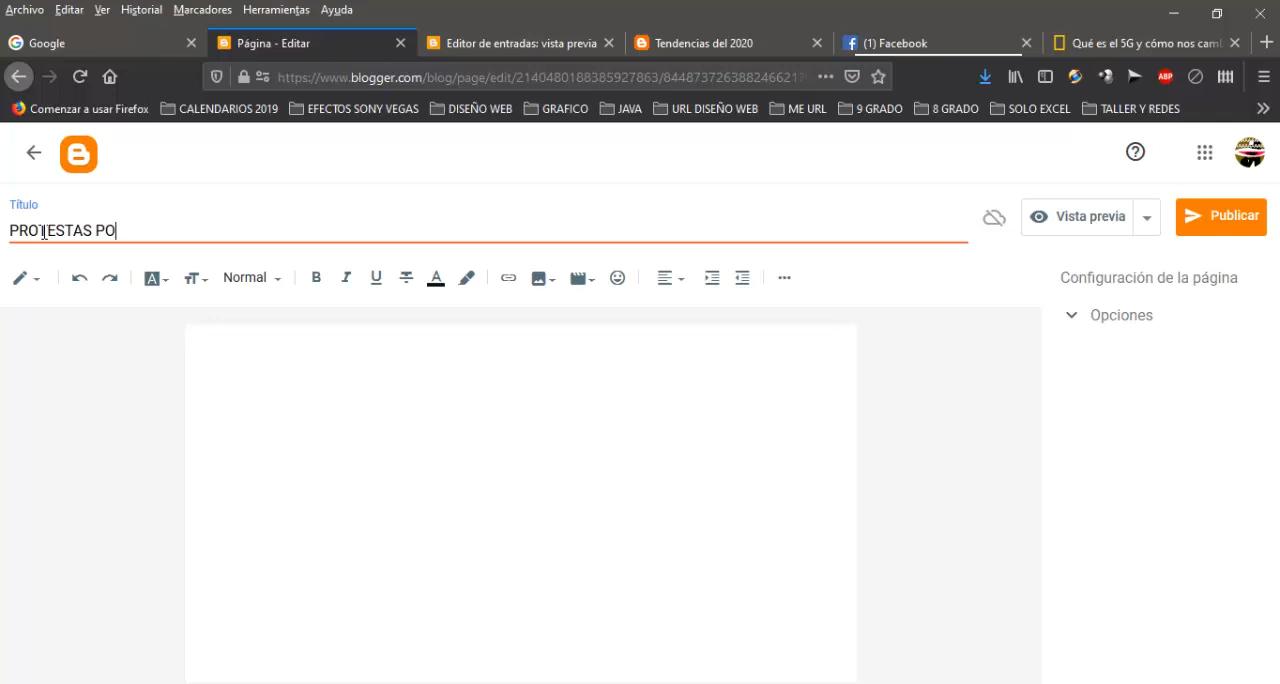 Archivo Editar Ver Historial Marcadores Herramientas Ayuda
Google Página - Editar Editor de entradas: vista previa Tendencias del 2020 (1) Facebook Qué es el 5G y cómo nos cam
https://www.blogger.com/blog/page/edit/2140480188385927863/844873726388246621 ABP
Comenzar a usar Firefox CALENDARIOS 2019 EFECTOS SONY VEGAS DISEÑO WEB GRAFICO JAVA URL DISEÑO WEB ME URL 9 GRADO 8 GRADO SOLO EXCEL TALLER Y REDES
Título
PROTESTAS PO
Vista previa Publicar
Normal B I U A
Configuración de la página
Opciones